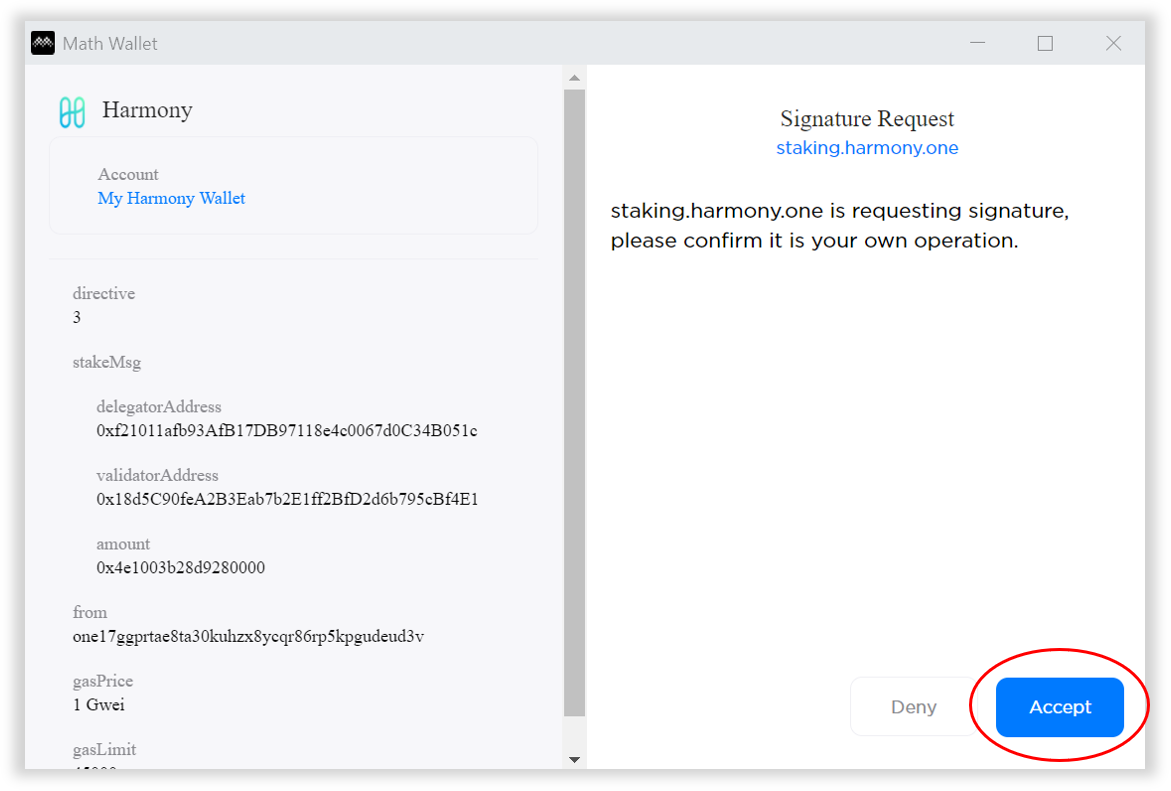 Math Wallet
Harmony
Account
My Harmony Wallet
directive
3
stakeMsg
delegatorAddress
0xf21011afb93AfB17DB97118e4c0067d0C34B051c
validatorAddress
0x18d5C90feA2B3Eab7b2E1ff2BfD2d6b795cBf4E1
amount
0x4e1003b28d9280000
from
one17ggprtae8ta30kuhzx8ycqr86rp5kpgudeud3v
gasPrice
1 Gwei
gasLimit
Signature Request
staking.harmony.one
staking.harmony.one is requesting signature,
please confirm it is your own operation.
Deny
Accept